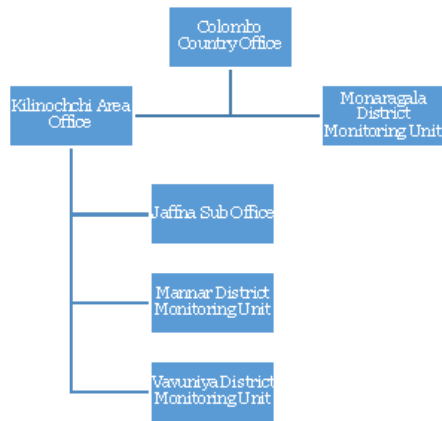 Colombo
Country Office
Kilinochchi Area
Office
Monaragala
District
Monitoring Unit
Jaffna Sub Office
Mannar District
Monitoring Unit
Vavuniya District
Monitoring Unit